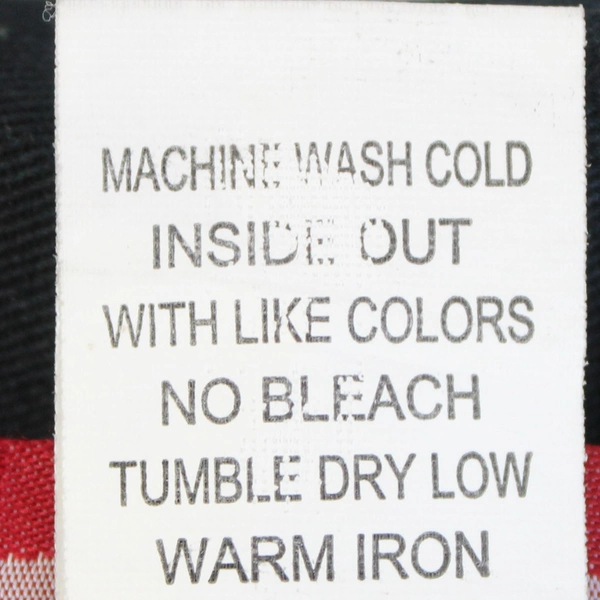 MACHINE WASH COLD
INSIDE OUT
WITH LIKE COLORS
NO BLEACH
TUMBLE DRY LOW
WARM IRON